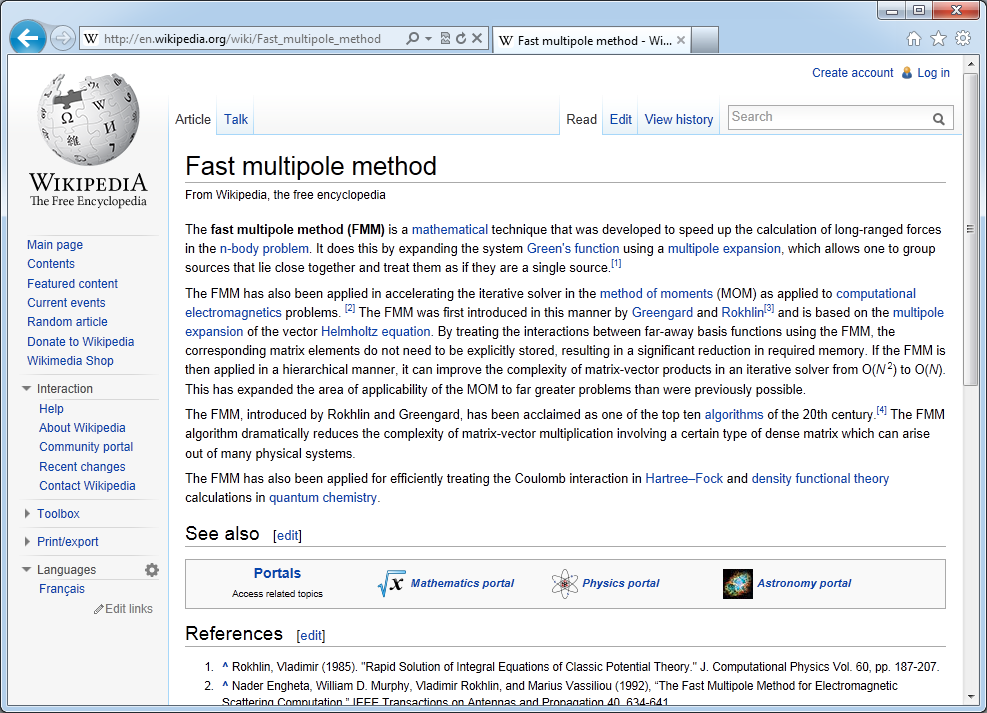 http://en.wikipedia.org/wiki/Fast_multipole_method
W Fast multipole method - Wi...
Create account Log in
Article Talk Read Edit View history Search
WIKIPEDIA
The Free Encyclopedia
Main page
Contents
Featured content
Current events
Random article
Donate to Wikipedia
Wikimedia Shop
Interaction
Help
About Wikipedia
Community portal
Recent changes
Contact Wikipedia
Toolbox
Print/export
Languages
Français
Edit links
Fast multipole method
From Wikipedia, the free encyclopedia
The fast multipole method (FMM) is a mathematical technique that was developed to speed up the calculation of long-ranged forces
in the n-body problem. It does this by expanding the system Green's function using a multipole expansion, which allows one to group
sources that lie close together and treat them as if they are a single source.[1]
The FMM has also been applied in accelerating the iterative solver in the method of moments (MOM) as applied to computational
electromagnetics problems. [2] The FMM was first introduced in this manner by Greengard and Rokhlin[3] and is based on the multipole
expansion of the vector Helmholtz equation. By treating the interactions between far-away basis functions using the FMM, the
corresponding matrix elements do not need to be explicitly stored, resulting in a significant reduction in required memory. If the FMM is
then applied in a hierarchical manner, it can improve the complexity of matrix-vector products in an iterative solver from O(N²) to O(N).
This has expanded the area of applicability of the MOM to far greater problems than were previously possible.
The FMM, introduced by Rokhlin and Greengard, has been acclaimed as one of the top ten algorithms of the 20th century.[4] The FMM
algorithm dramatically reduces the complexity of matrix-vector multiplication involving a certain type of dense matrix which can arise
out of many physical systems.
The FMM has also been applied for efficiently treating the Coulomb interaction in Hartree–Fock and density functional theory
calculations in quantum chemistry.
See also [edit]
Portals
Access related topics
√x Mathematics portal
Physics portal
Astronomy portal
References [edit]
1. ^ Rokhlin, Vladimir (1985). "Rapid Solution of Integral Equations of Classic Potential Theory." J. Computational Physics Vol. 60, pp. 187-207.
2. ^ Nader Engheta, William D. Murphy, Vladimir Rokhlin, and Marius Vassiliou (1992), “The Fast Multipole Method for Electromagnetic
Scattering Computation,” IEEE Transactions on Antennas and Propagation 40, 634-641.